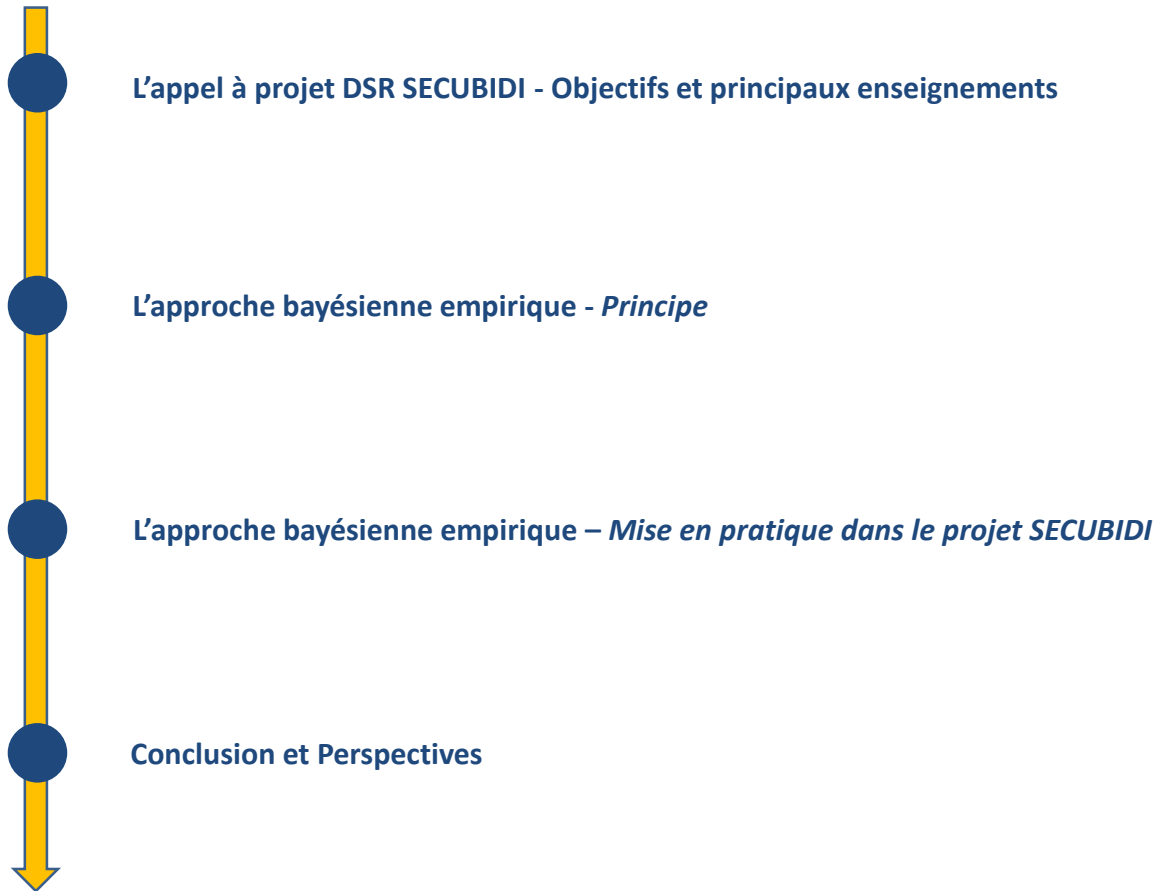 L’appel à projet DSR SECUBIDI - Objectifs et principaux enseignements
L’approche bayésienne empirique - Principe
L’approche bayésienne empirique – Mise en pratique dans le projet SECUBIDI
Conclusion et Perspectives